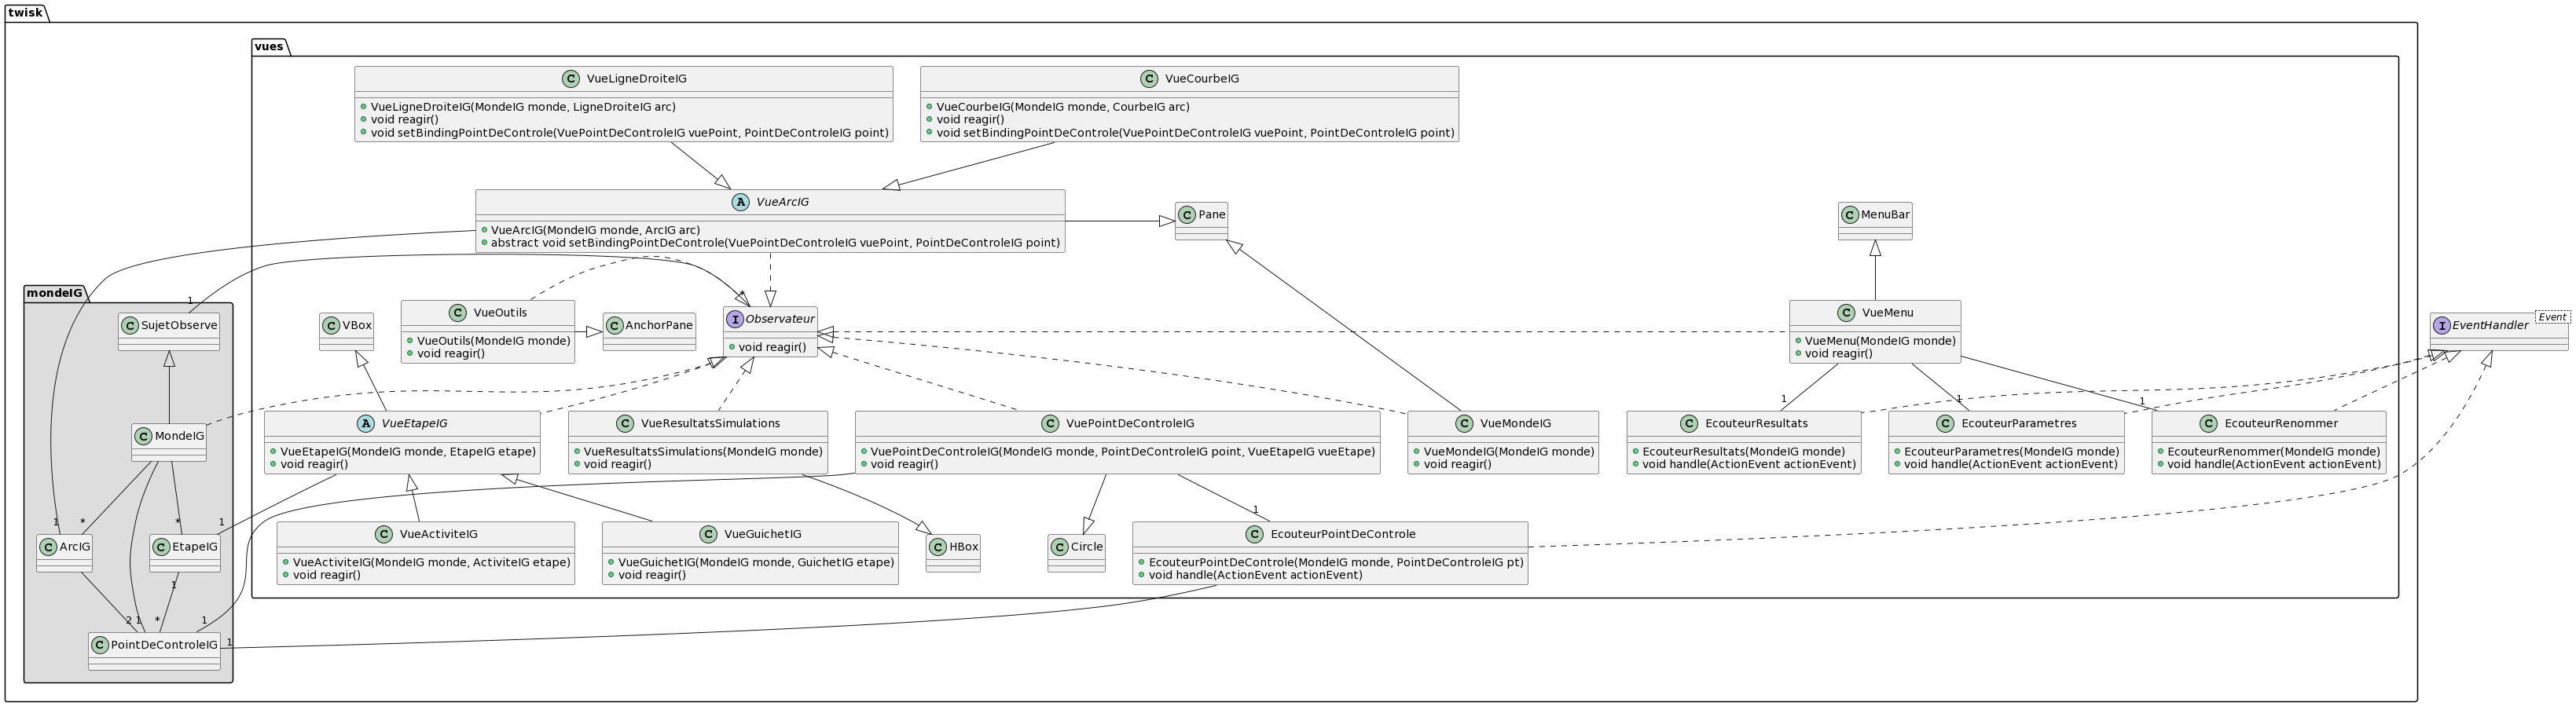 twisk
vues
VueLigneDroiteIG
VueLigneDroiteIG(MondeIG monde, LigneDroiteIG arc)
void reagir()
void setBindingPointDeControle(VuePointDeControleIG vuePoint, PointDeControleIG point)
VueCourbeIG
VueCourbeIG(MondeIG monde, CourbeIG arc)
void reagir()
void setBindingPointDeControle(VuePointDeControleIG vuePoint, PointDeControleIG point)
VueArcIG
VueArcIG(MondeIG monde, ArcIG arc)
abstract void setBindingPointDeControle(VuePointDeControleIG vuePoint, PointDeControleIG point)
Pane
MenuBar
mondeIG
SujetObserve
1
*
VBox
VueOutils
VueOutils(MondeIG monde)
void reagir()
AnchorPane
Observateur
void reagir()
VueMenu
VueMenu(MondeIG monde)
void reagir()
EventHandler
Event
MondeIG
VueEtapeIG
VueEtapeIG(MondeIG monde, EtapeIG etape)
void reagir()
VueResultatsSimulations
VueResultatsSimulations(MondeIG monde)
void reagir()
VuePointDeControleIG
VuePointDeControleIG(MondeIG monde, PointDeControleIG point, VueEtapeIG vueEtape)
void reagir()
VueMondeIG
VueMondeIG(MondeIG monde)
void reagir()
1
EcouteurResultats
EcouteurResultats(MondeIG monde)
void handle(ActionEvent actionEvent)
1
EcouteurParametres
EcouteurParametres(MondeIG monde)
void handle(ActionEvent actionEvent)
1
EcouteurRenommer
EcouteurRenommer(MondeIG monde)
void handle(ActionEvent actionEvent)
1
*
*
1
1
ArcIG
EtapeIG
VueActiviteIG
VueActiviteIG(MondeIG monde, ActiviteIG etape)
void reagir()
VueGuichetIG
VueGuichetIG(MondeIG monde, GuichetIG etape)
void reagir()
HBox
Circle
EcouteurPointDeControle
EcouteurPointDeControle(MondeIG monde, PointDeControleIG pt)
void handle(ActionEvent actionEvent)
1
2
1
*
1
1
PointDeControleIG